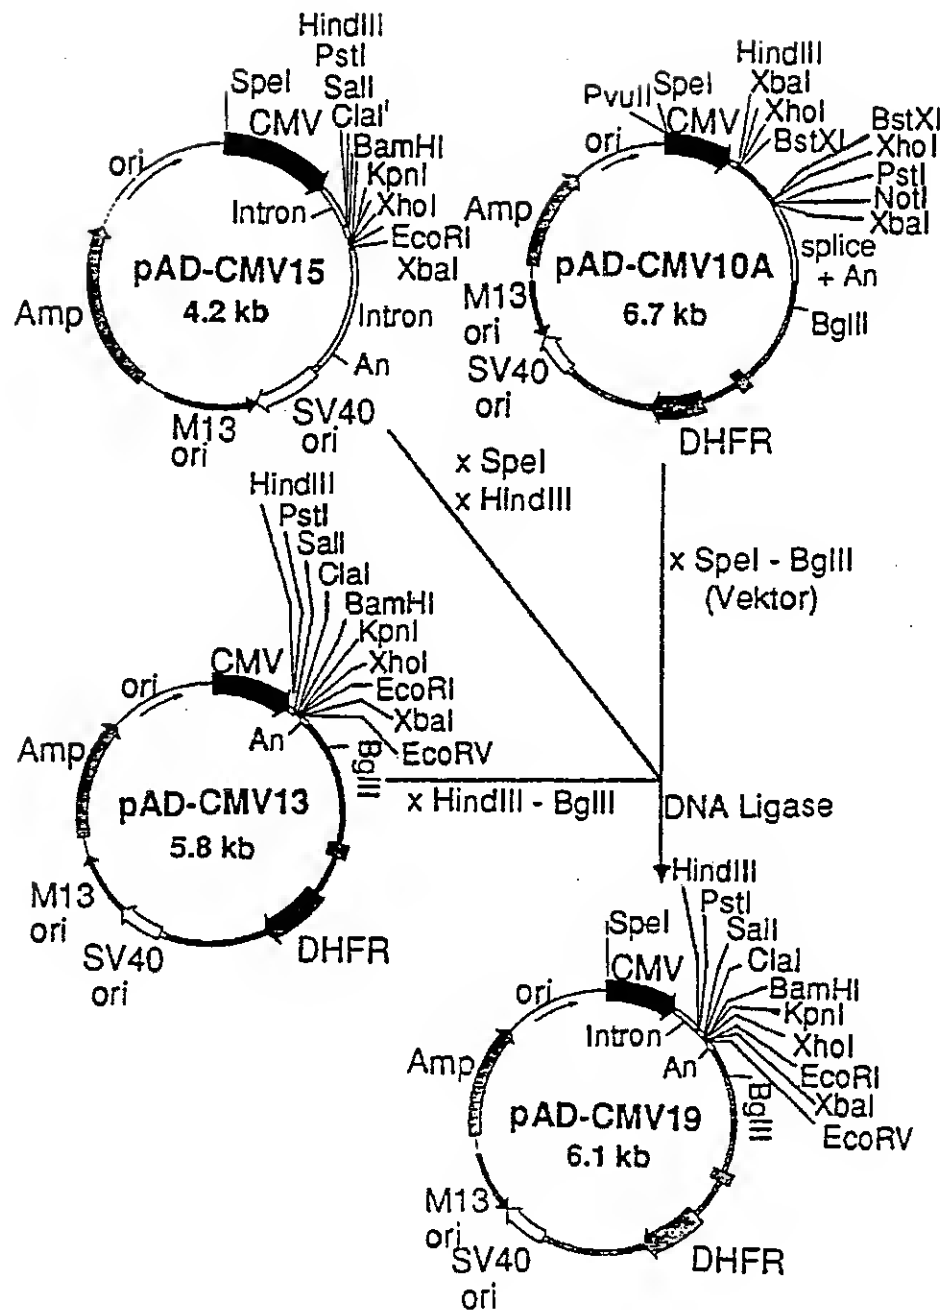 HindIII
PstI
SpeI
SalI
CMV
ClaI'
BamHI
KpnI
XhoI
EcoRI
XbaI
ori
Intron
pAD-CMV15
4.2 kb
Amp
Intron
An
M13
ori
SV40
ori
HindIII
SpeI
XbaI
PvuII
CMV
XhoI
BstXI
ori
BstXI
XhoI
PstI
NotI
XbaI
Amp
splice
+ An
pAD-CMV10A
6.7 kb
M13
ori
BglII
SV40
ori
DHFR
x SpeI
x HindIII
x SpeI - BglII
(Vektor)
HindIII
PstI
SalI
ClaI
BamHI
KpnI
CMV
XhoI
ori
EcoRI
XbaI
Amp
An
EcoRV
BglII
pAD-CMV13
5.8 kb
x HindIII - BglII
DNA Ligase
M13
ori
SV40
ori
DHFR
HindIII
PstI
SpeI
SalI
CMV
ClaI
BamHI
ori
KpnI
Intron
XhoI
Amp
An
EcoRI
XbaI
BglII
EcoRV
pAD-CMV19
6.1 kb
M13
ori
SV40
ori
DHFR